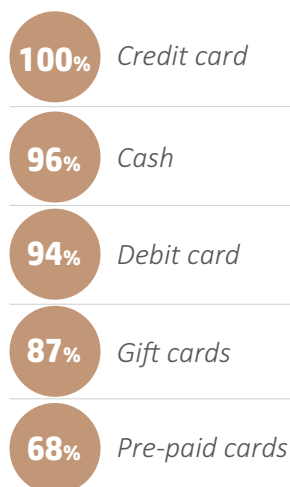 100% Credit card
96% Cash
94% Debit card
87% Gift cards
68% Pre-paid cards